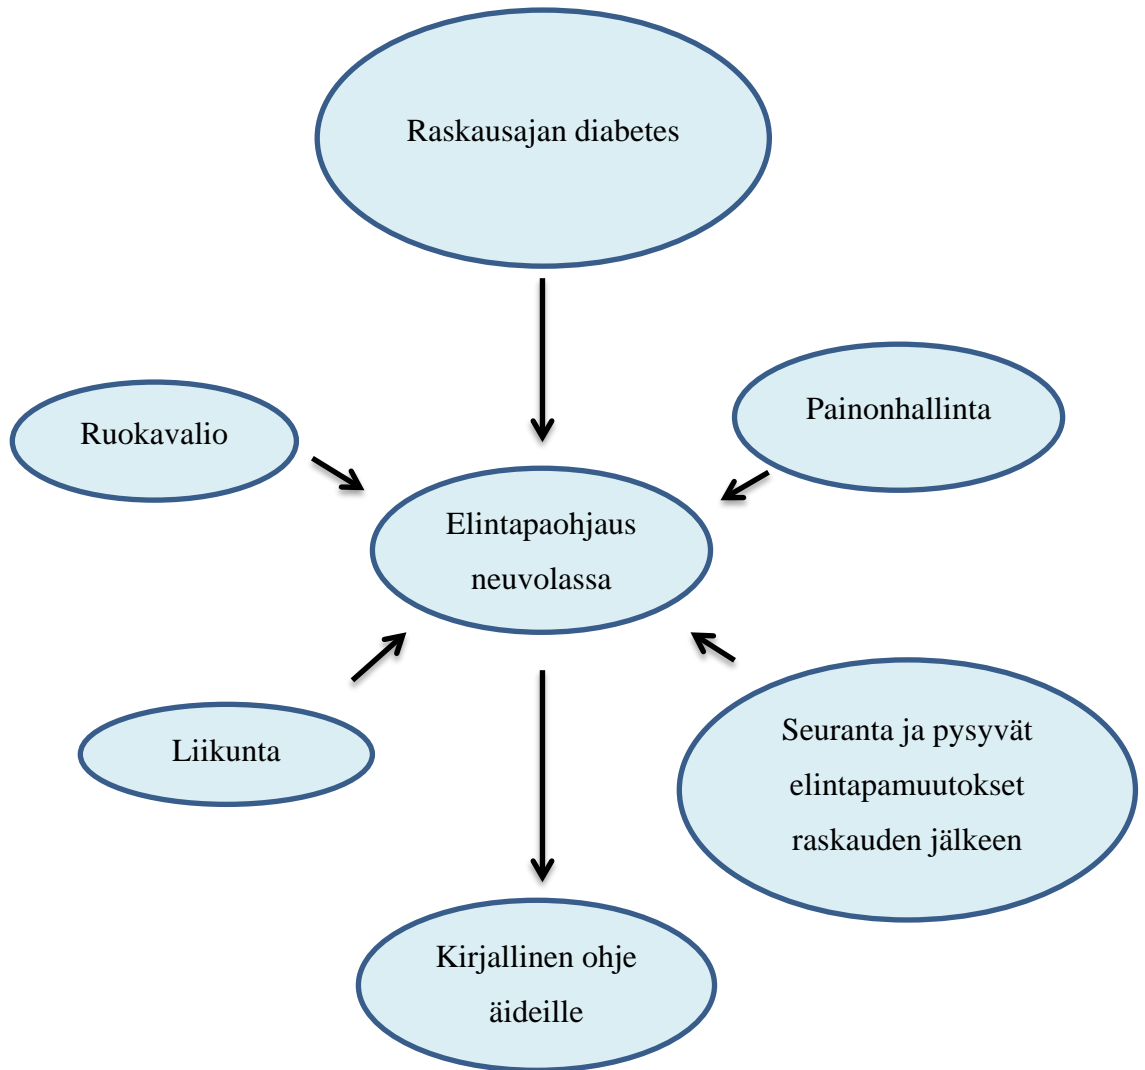 Raskausajan diabetes
Painonhallinta
Ruokavalio
Elintapaohjaus
neuvolassa
Liikunta
Seuranta ja pysyvät
elintapamuutokset
raskauden jälkeen
Kirjallinen ohje
äideille